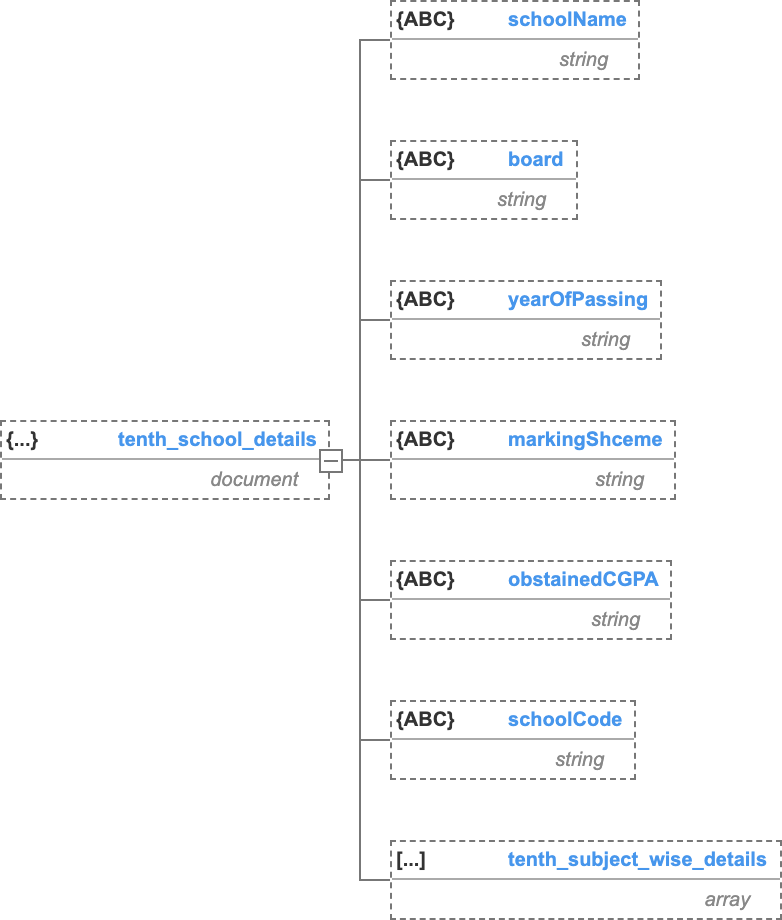 {ABC} schoolName
string
{ABC} board
string
{ABC} yearOfPassing
string
{...} tenth_school_details
document
{ABC} markingShceme
string
{ABC} obstainedCGPA
string
{ABC} schoolCode
string
[...] tenth_subject_wise_details
array